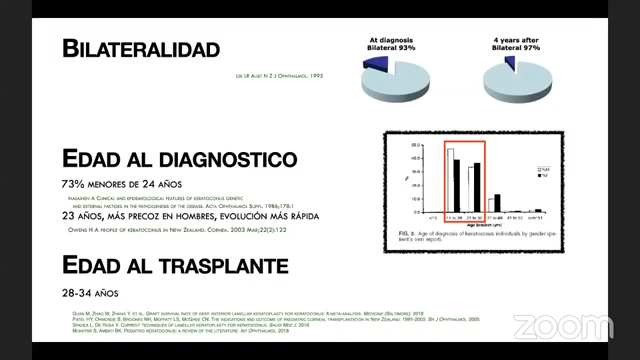 BILATERALIDAD
At diagnosis
Bilateral 93%
4 years after
Bilateral 97%
LEE LR AUST N Z J OPHTHALMOL. 1995
EDAD AL DIAGNOSTICO
73% MENORES DE 24 AÑOS
IHALAINEN A CLINICAL AND EPIDEMIOLOGICAL FEATURES OF KERATOCONUS GENETIC
AND EXTERNAL FACTORS IN THE PATHOGENESIS OF THE DISEASE. ACTA OPHTHALMOL SUPPL. 1986;178:1
23 AÑOS, MÁS PRECOZ EN HOMBRES, EVOLUCIÓN MÁS RÁPIDA
OWENS H A PROFILE OF KERATOCONUS IN NEW ZEALAND. CORNEA. 2003 MAR;22(2):122
%
Age bracket (yrs)
FIG. 3. Age of diagnosis of keratoconus individuals by gender (pa-
tient's own report).
EDAD AL TRASPLANTE
28-34 AÑOS
GUAN M, ZHAO W, ZHANG Y, ET AL. GRAFT SURVIVAL RATE OF DEEP ANTERIOR LAMELLAR KERATOPLASTY FOR KERATOCONUS: A META-ANALYSIS. MEDICINE (BALTIMORE). 2018
PATEL HY, ORMONDE S, BROOKES NH, MOFFATT LS, MCGHEE CN. THE INDICATIONS AND OUTCOME OF PAEDIATRIC CORNEAL TRANSPLANTATION IN NEW ZEALAND: 1991-2003. BR J OPHTHALMOL. 2005
SPADEA L, DE ROSA V. CURRENT TECHNIQUES OF LAMELLAR KERATOPLASTY FOR KERATOCONUS. SAUDI MED J. 2016
MUKHTAR S, AMBATI BK. PEDIATRIC KERATOCONUS: A REVIEW OF THE LITERATURE. INT OPHTHALMOL. 2018
zoom